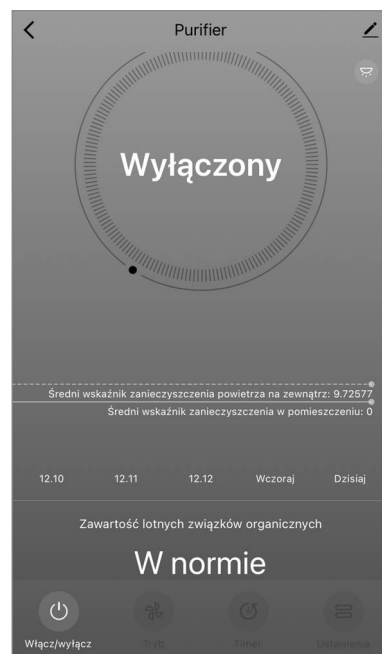 Purifier
Wyłączony
Średni wskaźnik zanieczyszczenia powietrza na zewnątrz: 9.72577
Średni wskaźnik zanieczyszczenia w pomieszczeniu: 0
12.10 12.11 12.12 Wczoraj Dzisiaj
Zawartość lotnych związków organicznych
W normie
Włącz/wyłącz Tryb Timer Ustawienia